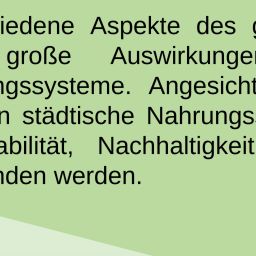 iedene Aspekte des g
große Auswirkungen
ngssysteme. Angesicht
n städtische Nahrungs
abilität, Nachhaltigkeit
nden werden.